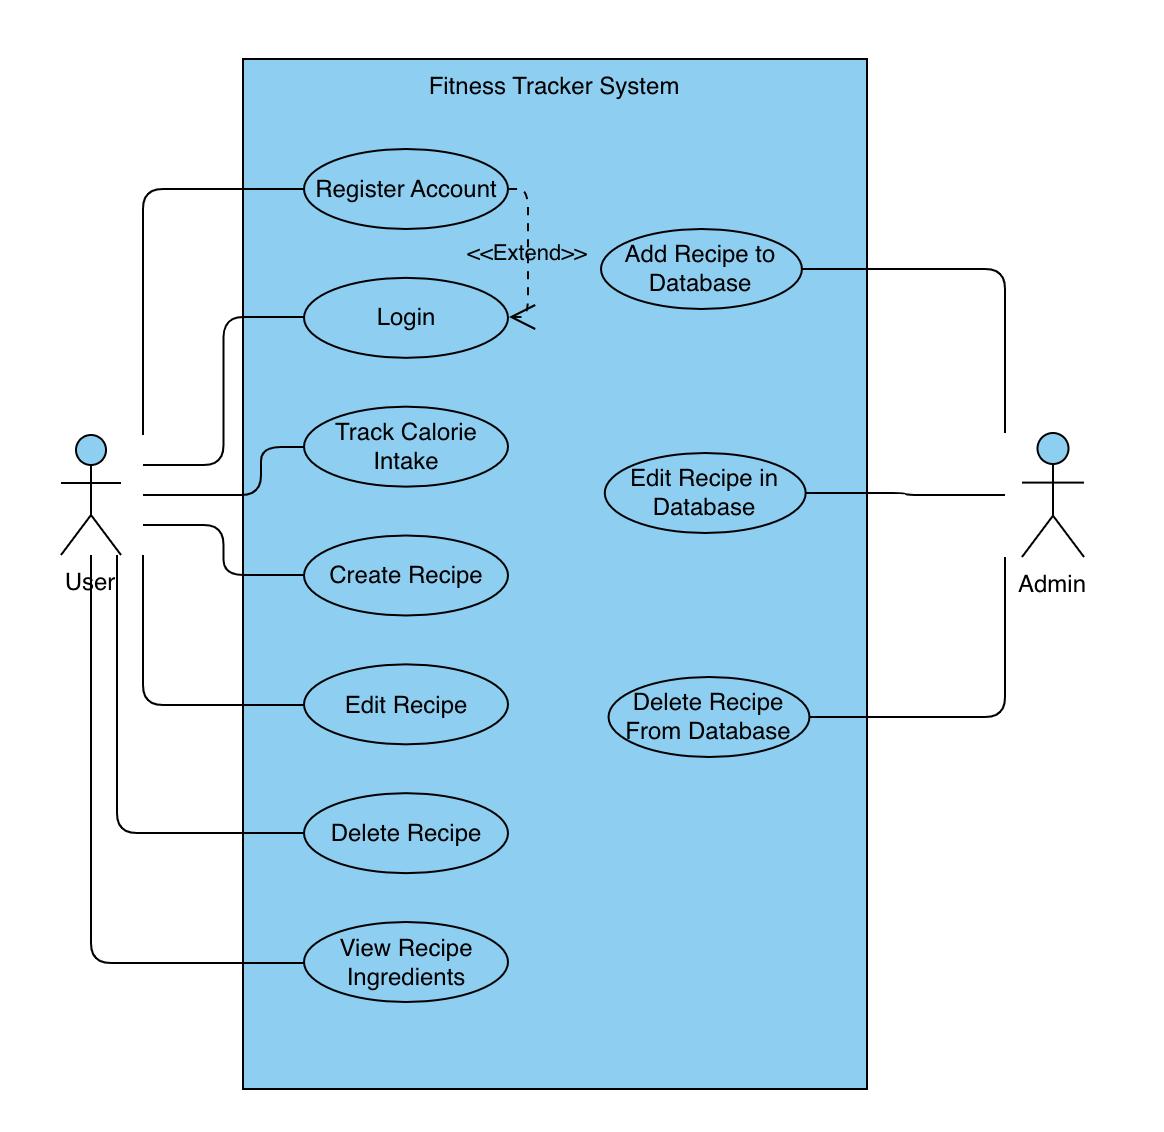 Fitness Tracker System
Register Account
<<Extend>>
Login
Add Recipe to
Database
Track Calorie
Intake
Edit Recipe in
Database
Create Recipe
User
Admin
Edit Recipe
Delete Recipe
From Database
Delete Recipe
View Recipe
Ingredients